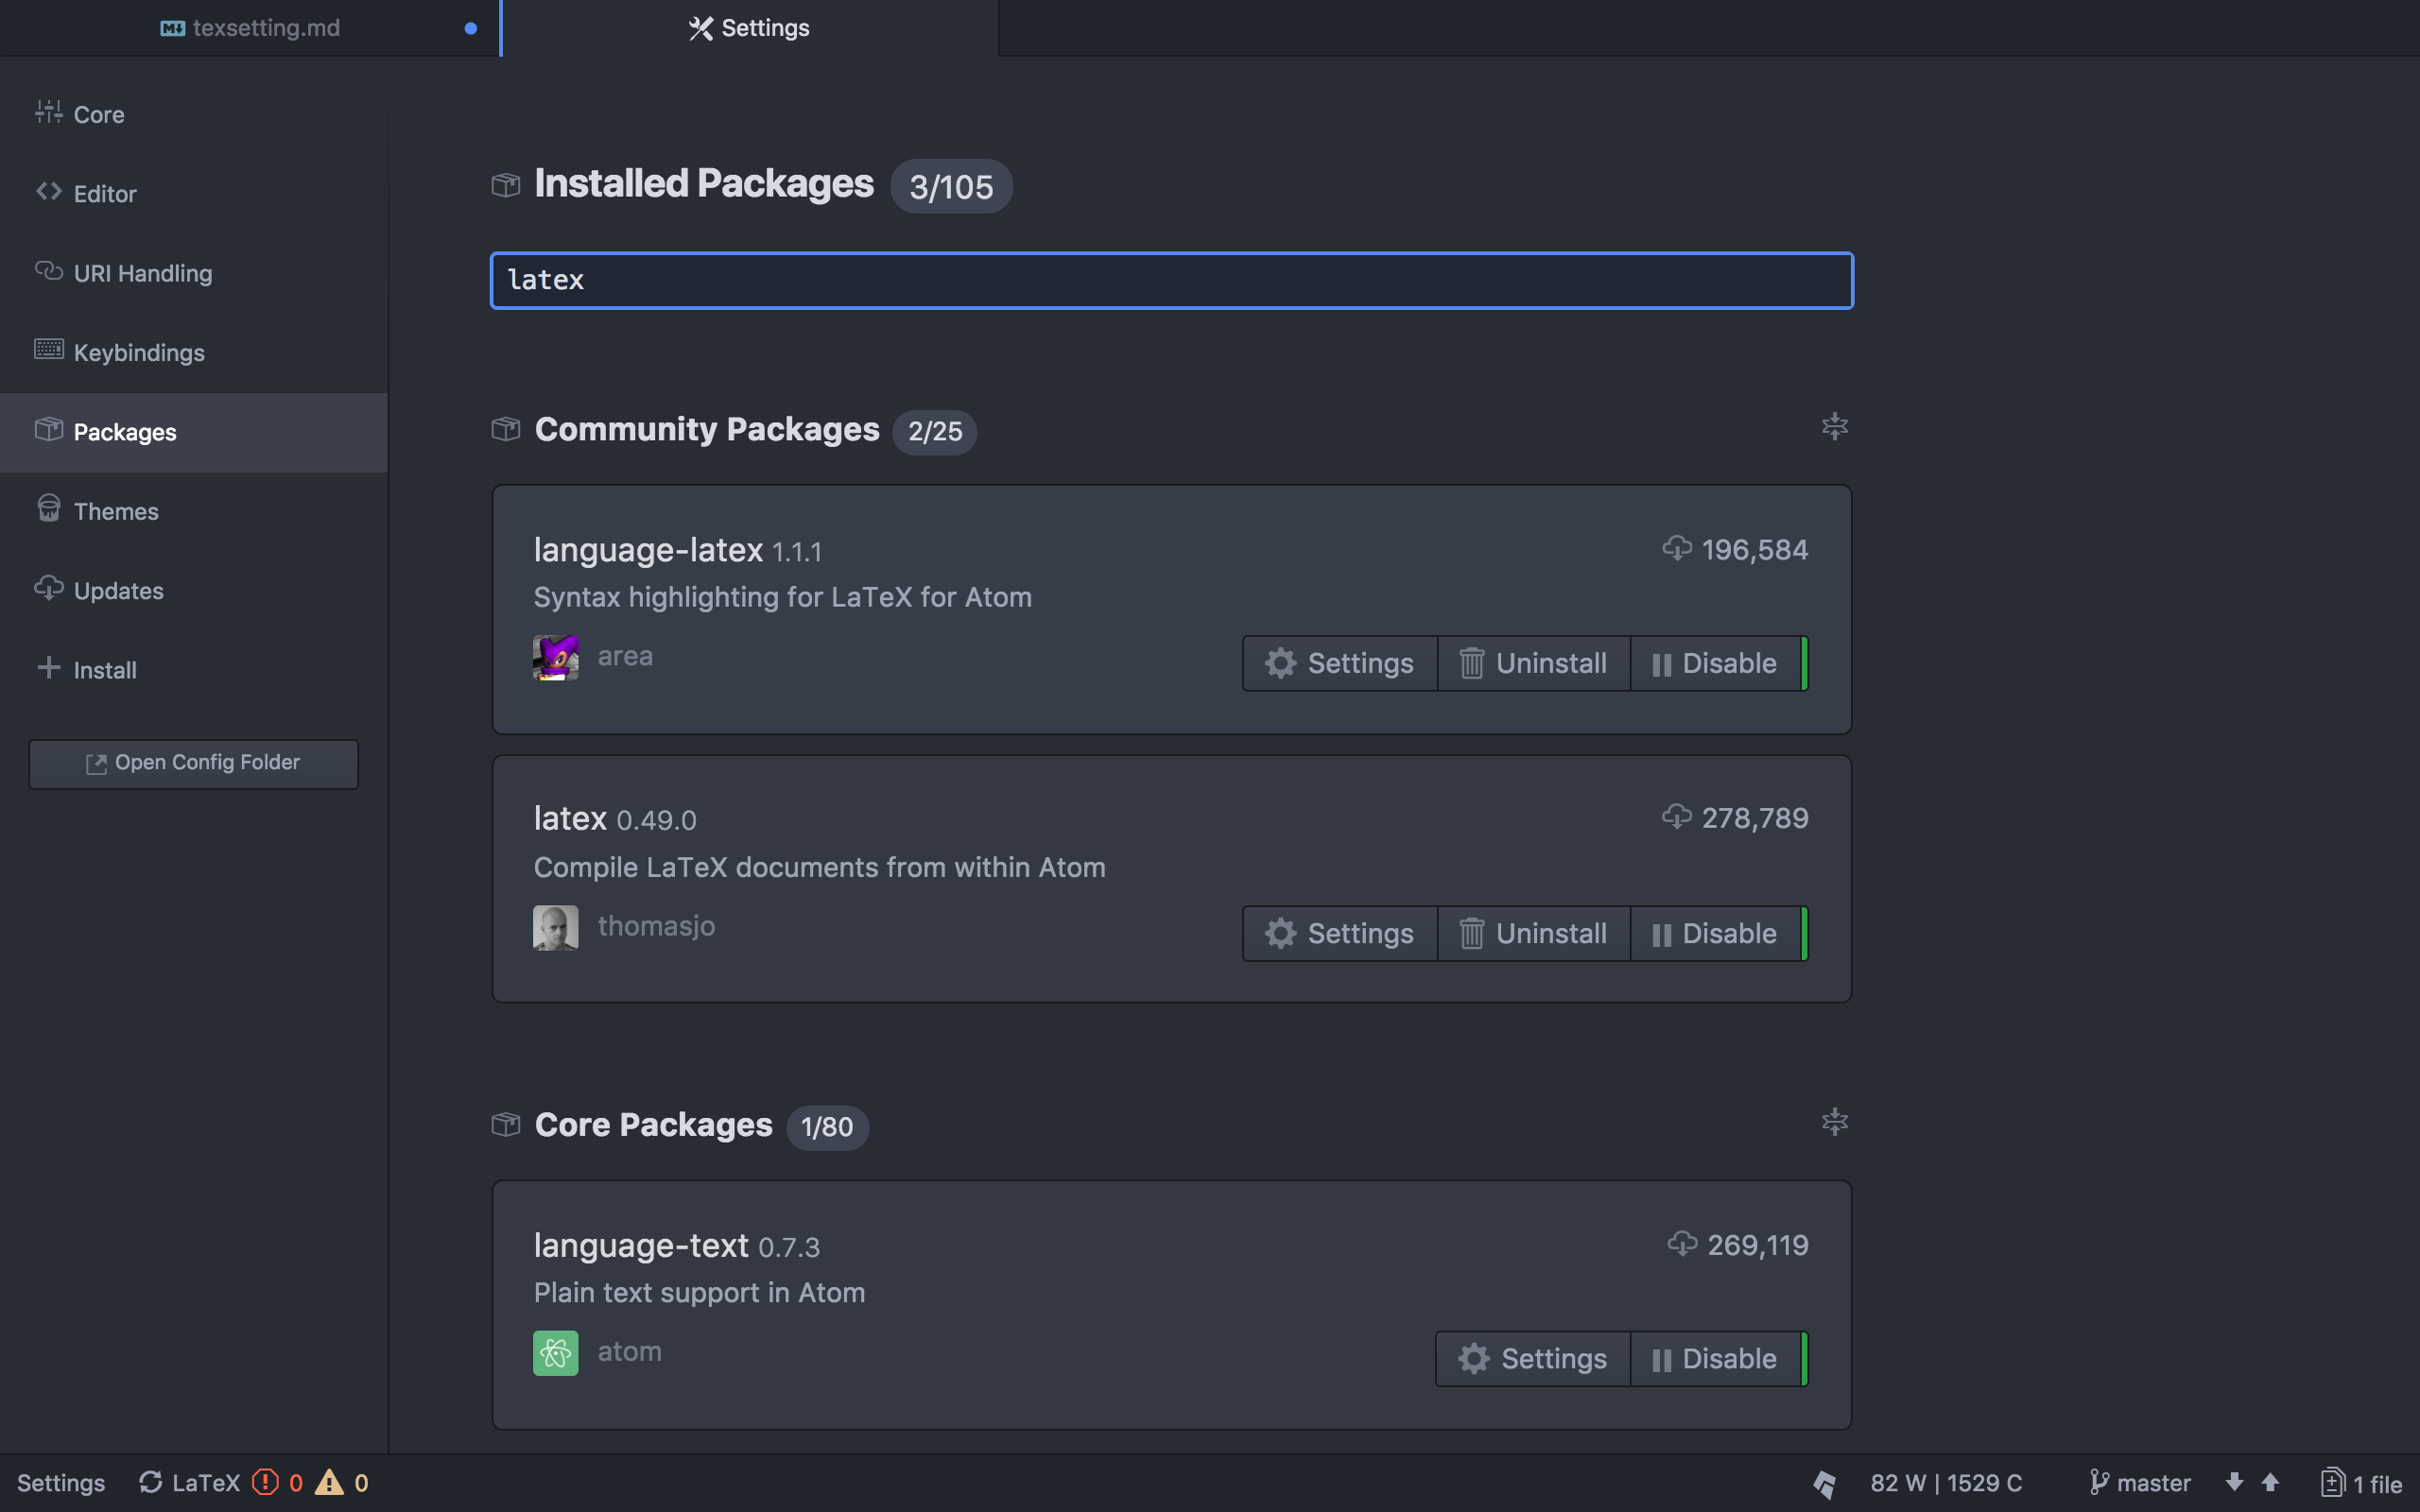 texsetting.md
Settings
Core
Editor
URI Handling
Keybindings
Packages
Themes
Updates
Install
Open Config Folder
Installed Packages 3/105
latex
Community Packages 2/25
language-latex 1.1.1 196,584
Syntax highlighting for LaTeX for Atom
area
Settings Uninstall Disable
latex 0.49.0 278,789
Compile LaTeX documents from within Atom
thomasjo
Settings Uninstall Disable
Core Packages 1/80
language-text 0.7.3 269,119
Plain text support in Atom
atom
Settings Disable
Settings LaTeX 0 0 82 W | 1529 C master 1 file